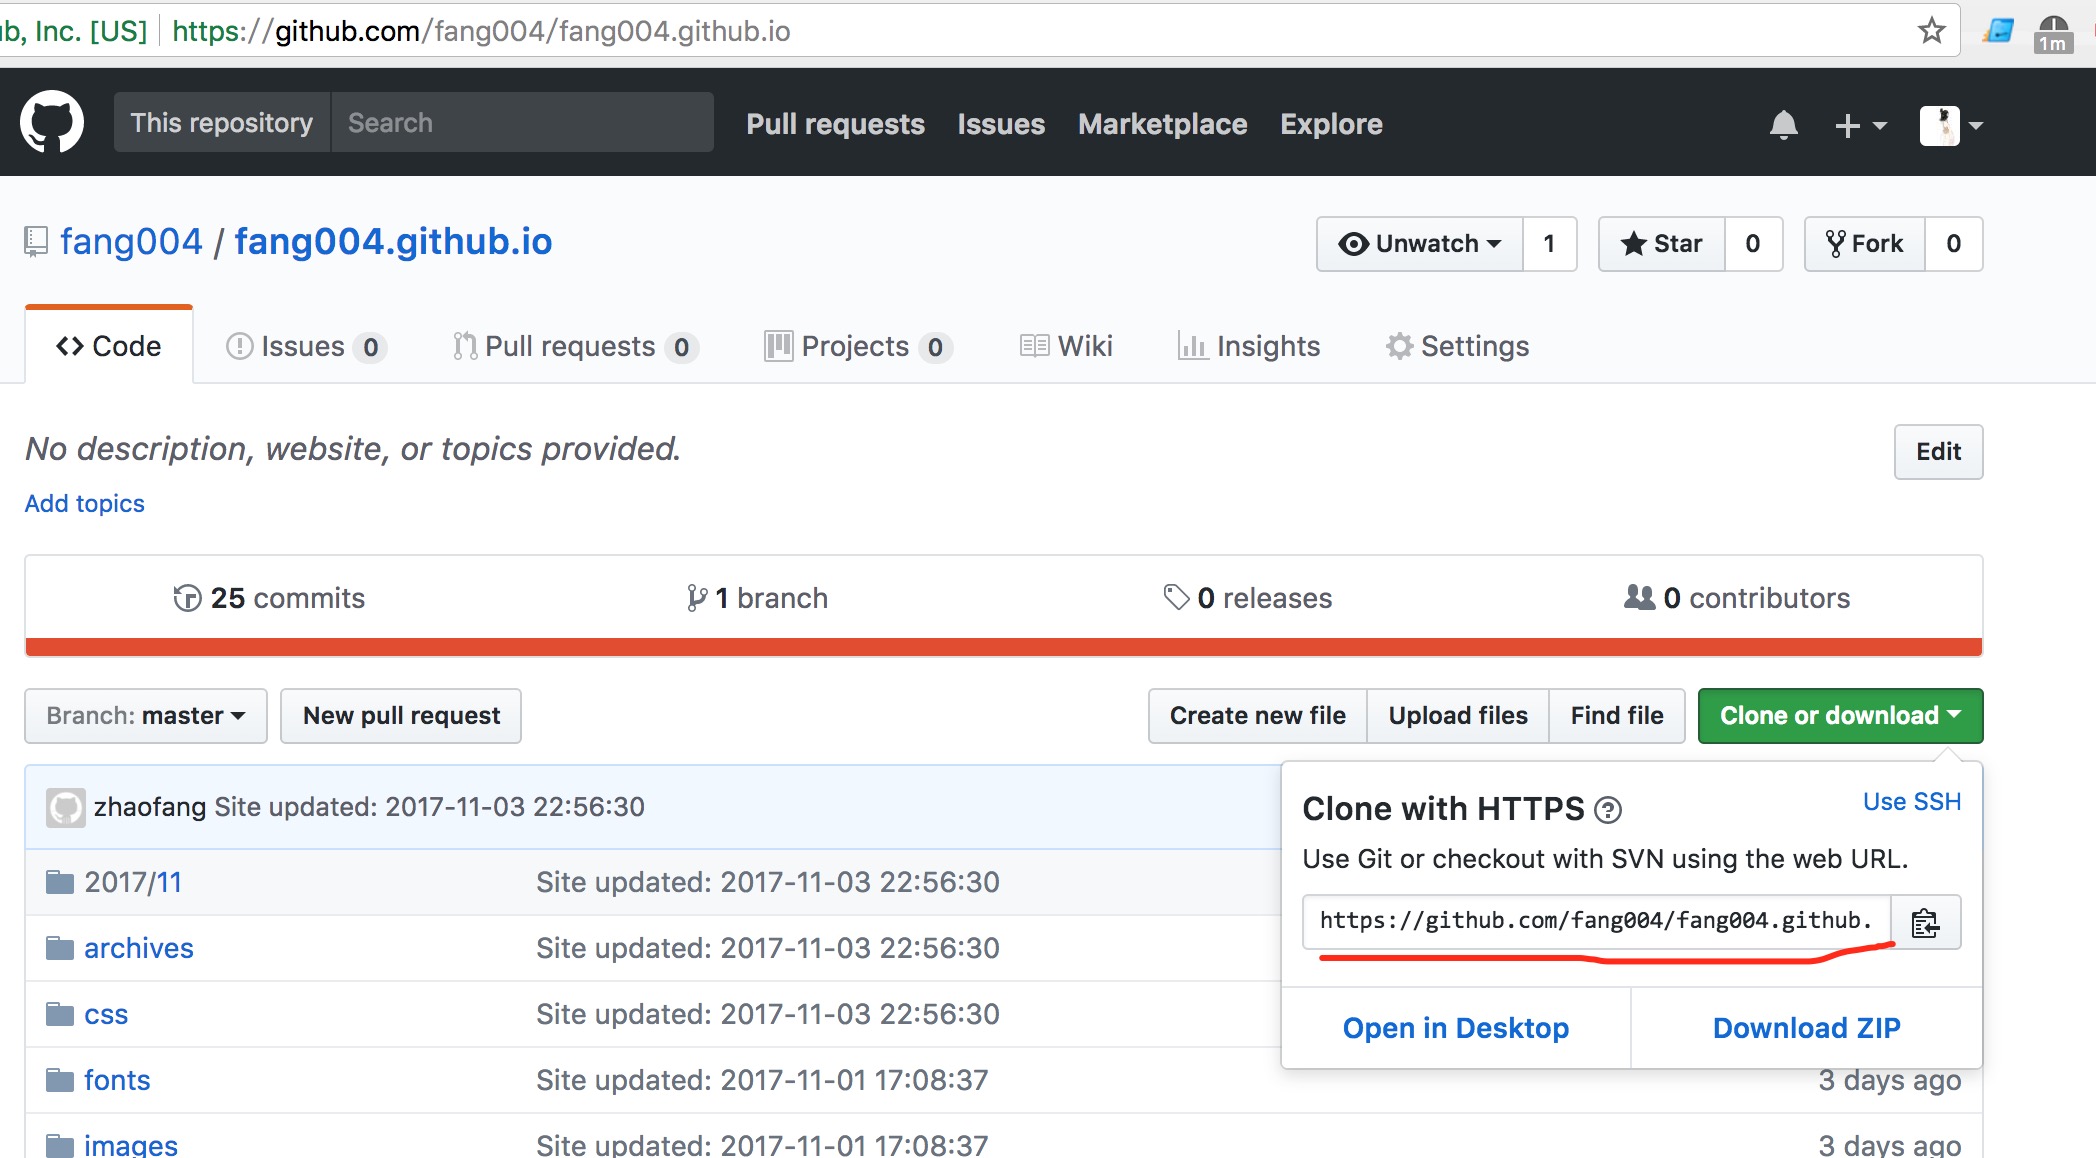 ub, Inc. [US] https://github.com/fang004/fang004.github.io
1m
This repository Search Pull requests Issues Marketplace Explore
fang004 / fang004.github.io Unwatch 1 Star 0 Fork 0
Code Issues 0 Pull requests 0 Projects 0 Wiki Insights Settings
No description, website, or topics provided. Edit
Add topics
25 commits 1 branch 0 releases 0 contributors
Branch: master New pull request Create new file Upload files Find file Clone or download
zhaofang Site updated: 2017-11-03 22:56:30
Clone with HTTPS Use SSH
Use Git or checkout with SVN using the web URL.
https://github.com/fang004/fang004.github.
Open in Desktop Download ZIP
2017/11 Site updated: 2017-11-03 22:56:30
archives Site updated: 2017-11-03 22:56:30
css Site updated: 2017-11-03 22:56:30
fonts Site updated: 2017-11-01 17:08:37 3 days ago
images Site updated: 2017-11-01 17:08:37 3 days ago